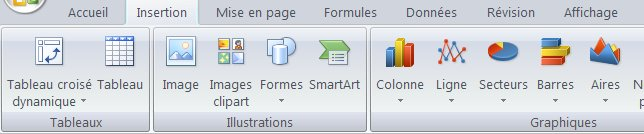 Accueil Insertion Mise en page Formules Données Révision Affichage
Tableau croisé dynamique Tableau Image Images clipart Formes SmartArt Colonne Ligne Secteurs Barres Aires
Tableaux Illustrations Graphiques